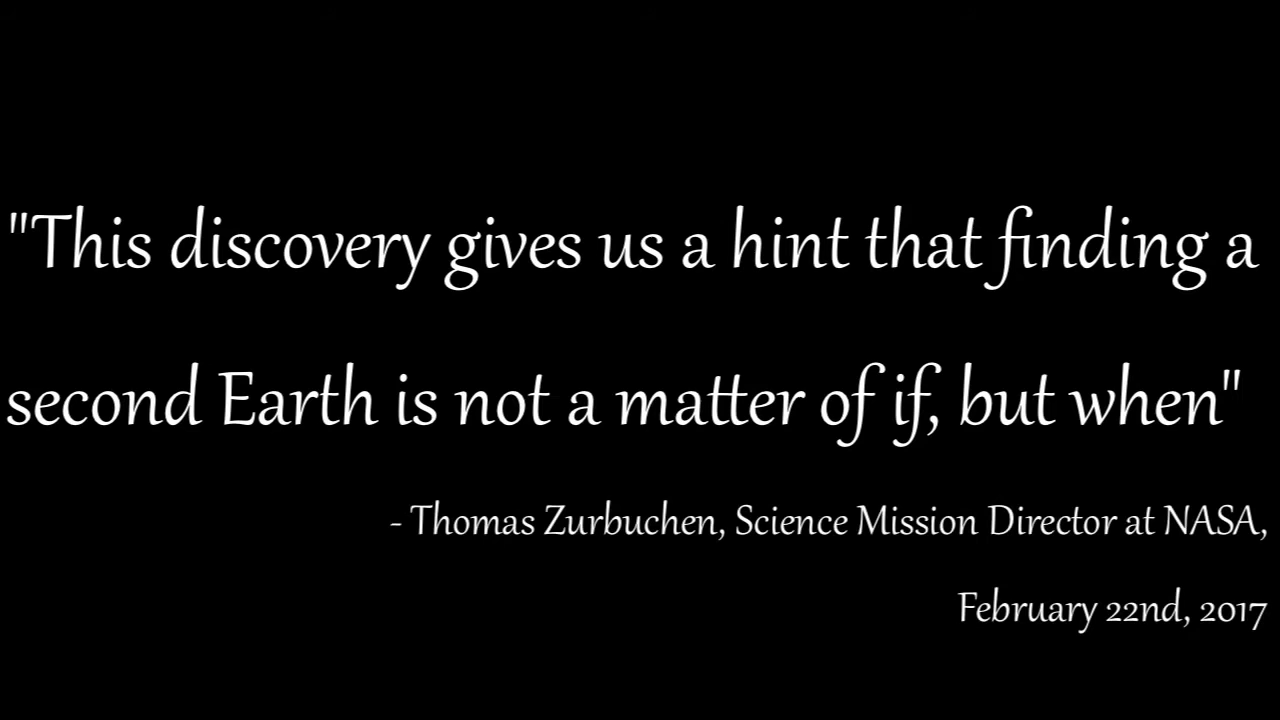 "This discovery gives us a hint that finding a
second Earth is not a matter of if, but when"
- Thomas Zurbuchen, Science Mission Director at NASA,
February 22nd, 2017